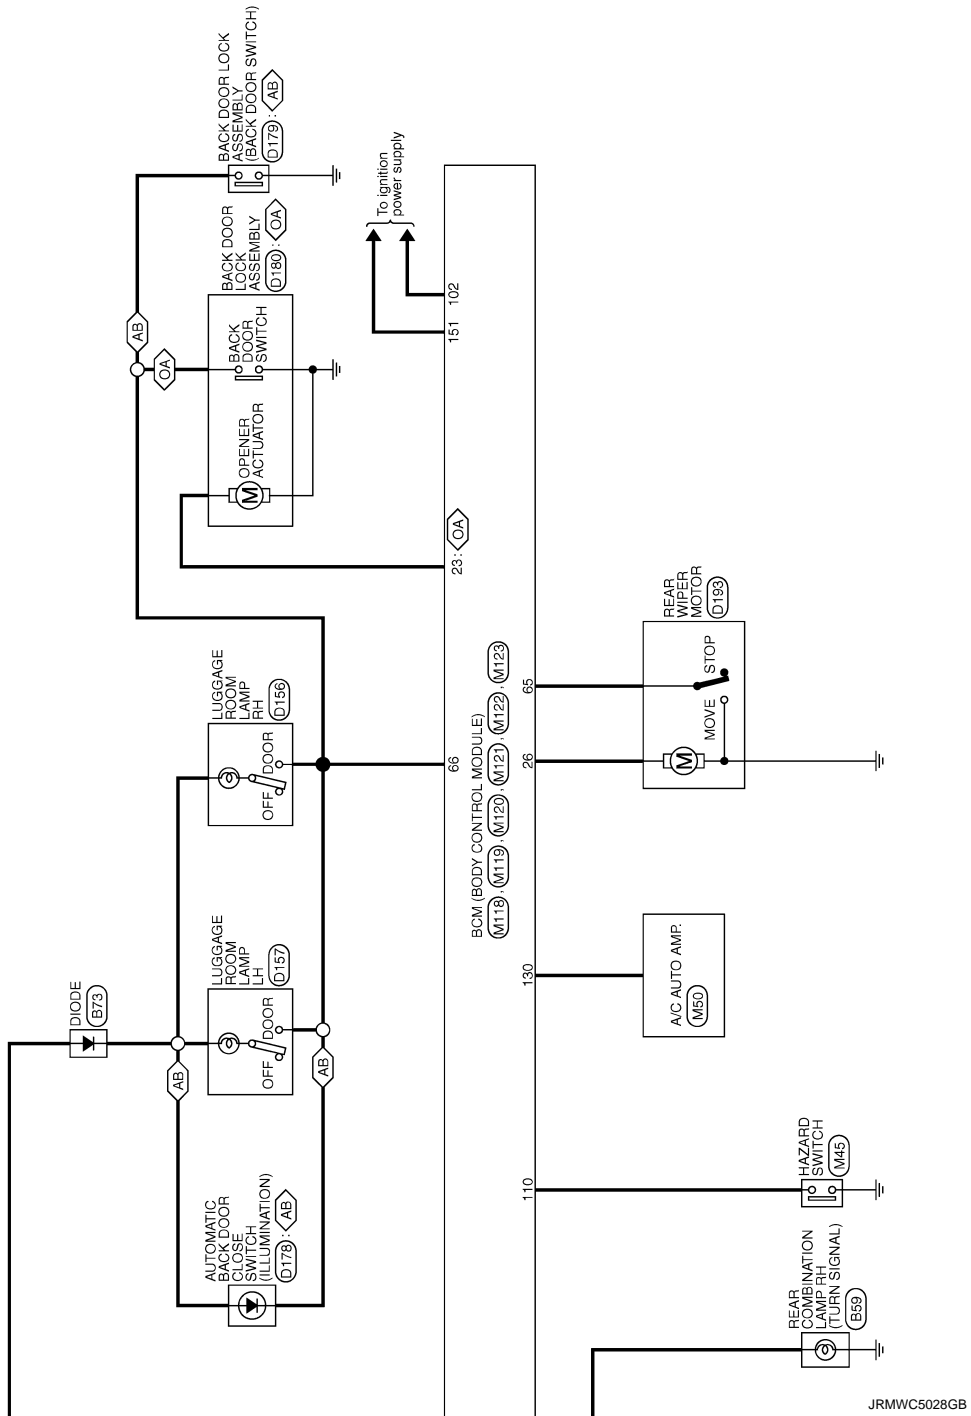 BACK DOOR LOCK
ASSEMBLY
(BACK DOOR SWITCH)
D179 : AB
To ignition
power supply
BACK DOOR
LOCK
ASSEMBLY
D180 : OA
AB
OA
BACK
DOOR
SWITCH
OPENER
ACTUATOR
M
102
151
23 : OA
LUGGAGE
ROOM
LAMP
RH
D156
OFF
DOOR
66
BCM (BODY CONTROL MODULE)
M118 , M119 , M120 , M121 , M122 , M123
65
26
REAR
WIPER
MOTOR
D193
STOP
MOVE
M
DIODE
B73
LUGGAGE
ROOM
LAMP
LH
D157
OFF
DOOR
AB
AB
130
A/C AUTO AMP.
M50
AUTOMATIC
BACK DOOR
CLOSE
SWITCH
(ILLUMINATION)
D178 : AB
110
HAZARD
SWITCH
M45
REAR
COMBINATION
LAMP RH
(TURN SIGNAL)
B59
JRMWC5028GB